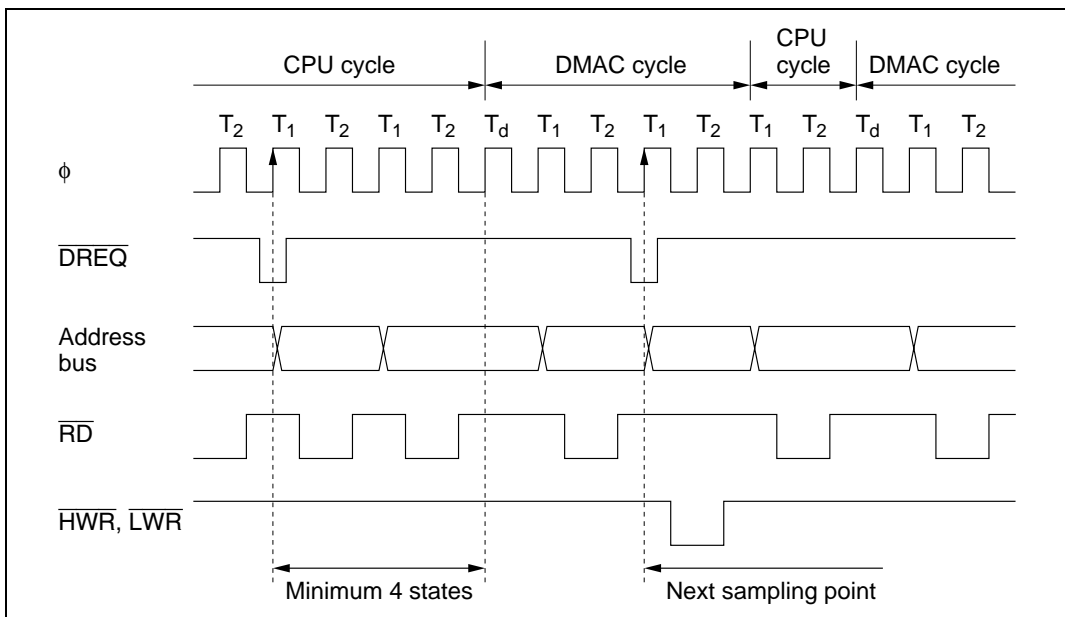 CPU cycle
DMAC cycle
CPU
cycle
DMAC cycle
T2 T1 T2 T1 T2 Td T1 T2 T1 T2 T1 T2 Td T1 T2
φ
DREQ
Address
bus
RD
HWR, LWR
Minimum 4 states
Next sampling point